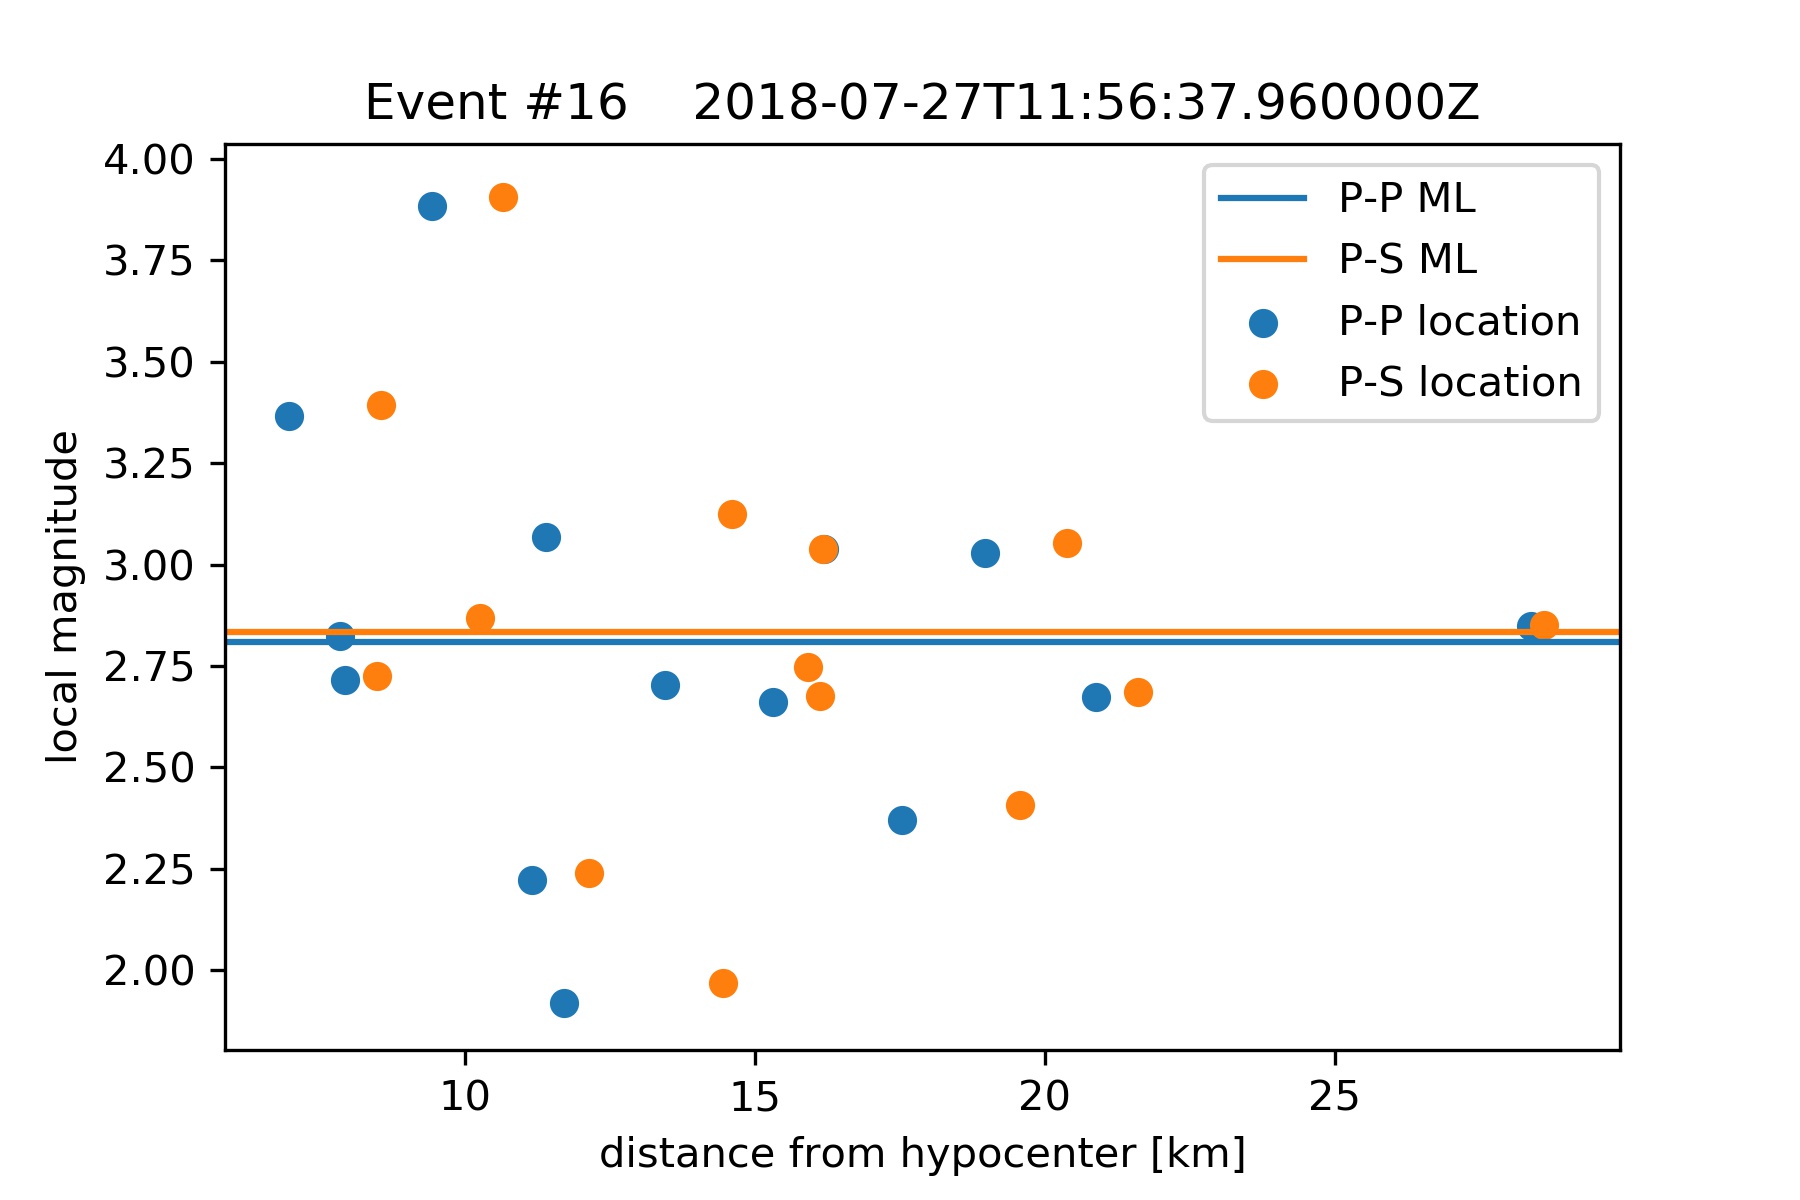 Event #16    2018-07-27T11:56:37.960000Z
4.00
3.75
3.50
3.25
3.00
2.75
2.50
2.25
2.00
local magnitude
P-P ML
P-S ML
P-P location
P-S location
10 15 20 25
distance from hypocenter [km]